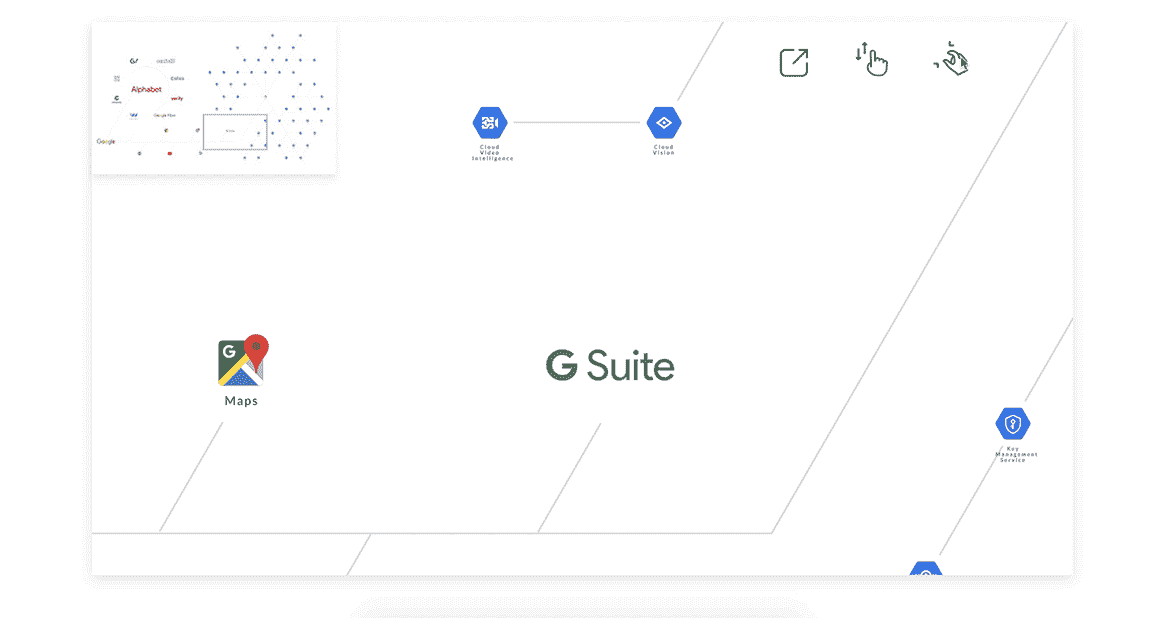 Alphabet
verily
Google Fiber
Google
Cloud
Video
Intelligence
Cloud
Vision
G
Maps
G Suite
Key
Management
Service